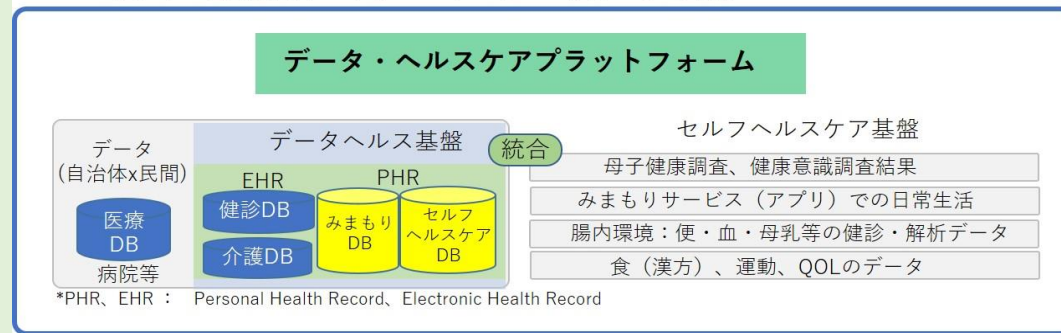 データ・ヘルスケアプラットフォーム
データ
(自治体x民間)
医療
DB
病院等
データヘルス基盤
EHR
健診DB
介護DB
PHR
みまもり
DB
セルフ
ヘルスケア
DB
統合
セルフヘルスケア基盤
母子健康調査、健康意識調査結果
みまもりサービス（アプリ）での日常生活
腸内環境：便・血・母乳等の健診・解析データ
食（漢方）、運動、QOLのデータ
*PHR、EHR ： Personal Health Record、Electronic Health Record